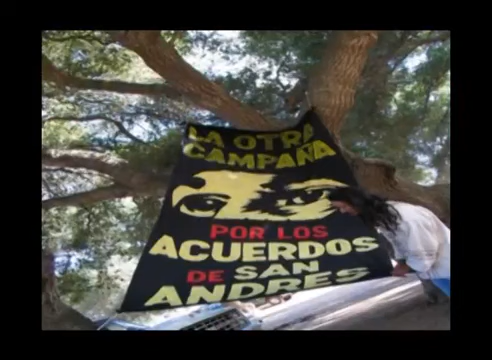 LA OTRA
CAMPAÑA
POR LOS
ACUERDOS
DE SAN
ANDRES